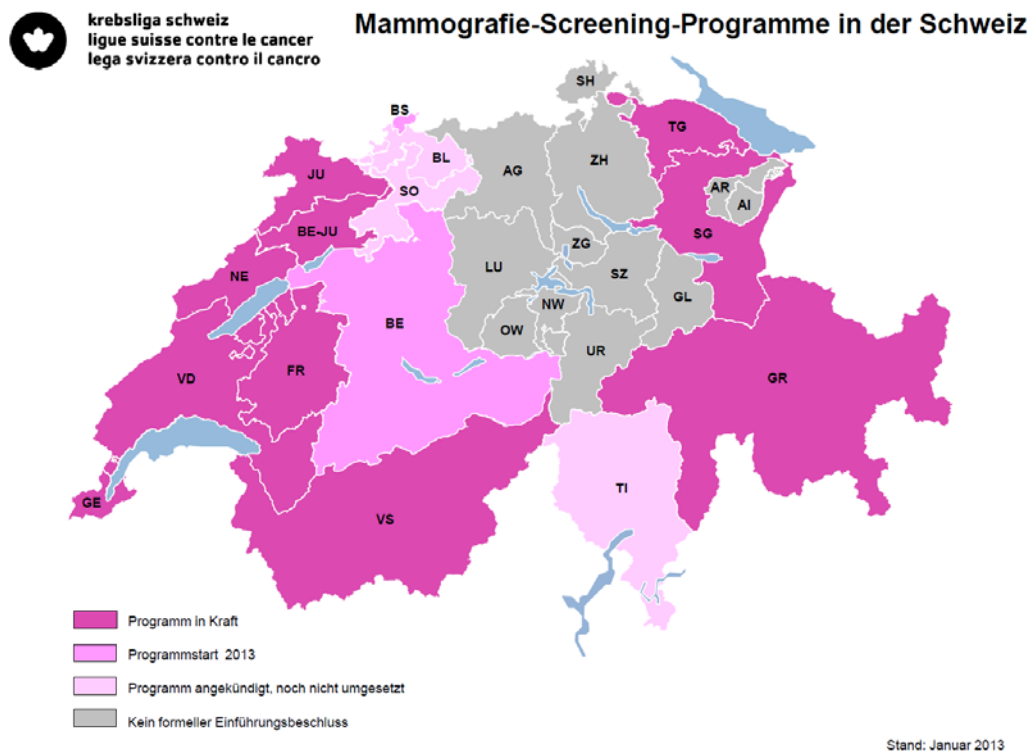 krebsliga schweiz
ligue suisse contre le cancer
lega svizzera contro il cancro
Mammografie-Screening-Programme in der Schweiz
SH
BS
TG
BL
ZH
AG
JU
SO
AR
AI
BE-JU
SG
ZG
NE
LU
SZ
GL
NW
BE
OW
UR
FR
VD
GR
TI
GE
VS
Programm in Kraft
Programmstart 2013
Programm angekündigt, noch nicht umgesetzt
Kein formeller Einführungsbeschluss
Stand: Januar 2013